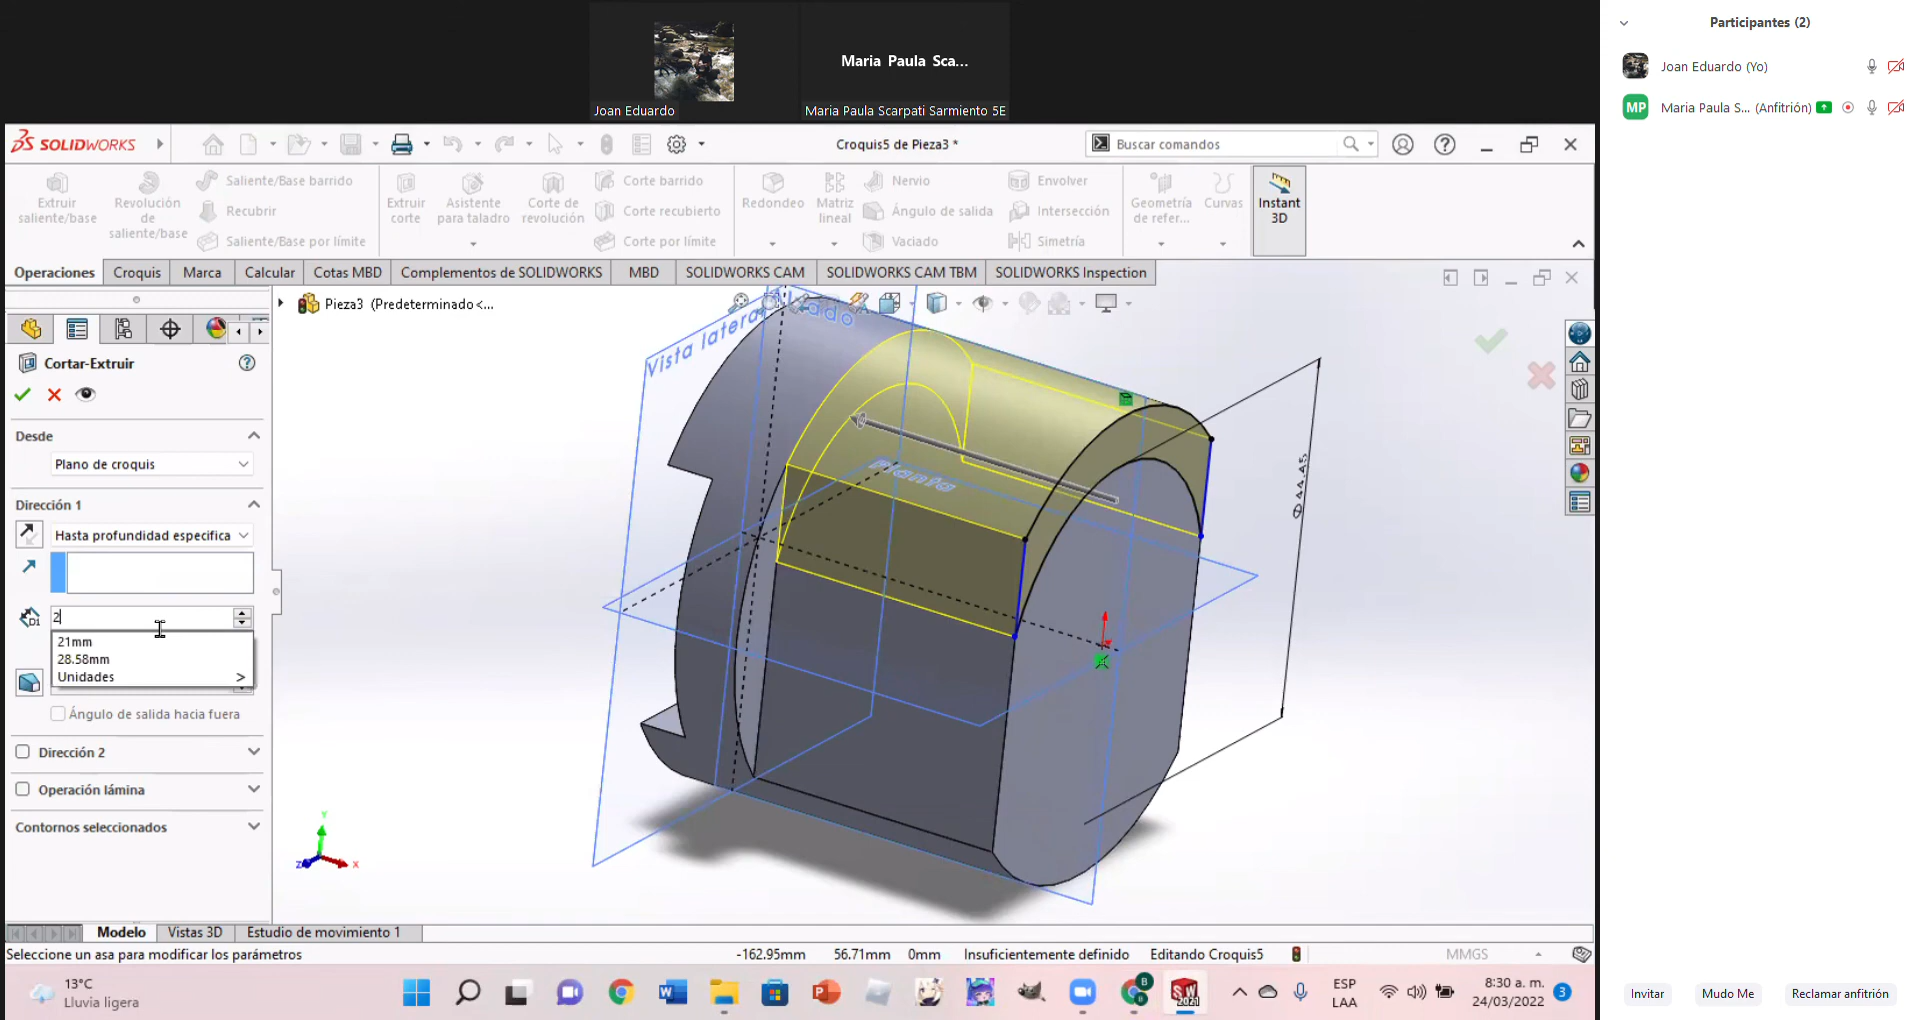 Joan Eduardo
Maria Paula Sca...
Maria Paula Scarpati Sarmiento 5E
Participantes (2)
Joan Eduardo (Yo)
MP
Maria Paula S... (Anfitrión)
SOLIDWORKS
Croquis5 de Pieza3 *
Buscar comandos
Extruir
saliente/base
Revolución
de
saliente/base
Saliente/Base barrido
Recubrir
Saliente/Base por límite
Extruir
corte
Asistente
para taladro
Corte de
revolución
Corte barrido
Corte recubierto
Corte por límite
Redondeo
Matriz
lineal
Nervio
Ángulo de salida
Vaciado
Envolver
Intersección
Simetría
Geometría
de refer...
Curvas
Instant
3D
Operaciones
Croquis
Marca
Calcular
Cotas MBD
Complementos de SOLIDWORKS
MBD
SOLIDWORKS CAM
SOLIDWORKS CAM TBM
SOLIDWORKS Inspection
Pieza3 (Predeterminado<...
Cortar-Extruir
Desde
Plano de croquis
Dirección 1
Hasta profundidad especifica
D1
2
21mm
28.58mm
Unidades >
Ángulo de salida hacia fuera
Dirección 2
Operación lámina
Contornos seleccionados
Vista lateral
Planta
⌀44.45
Y
Z
X
Modelo
Vistas 3D
Estudio de movimiento 1
Seleccione un asa para modificar los parámetros
-162.95mm 56.71mm 0mm Insuficientemente definido Editando Croquis5
MMGS
13°C
Lluvia ligera
ESP
LAA
8:30 a. m.
24/03/2022
3
Invitar
Mudo Me
Reclamar anfitrión